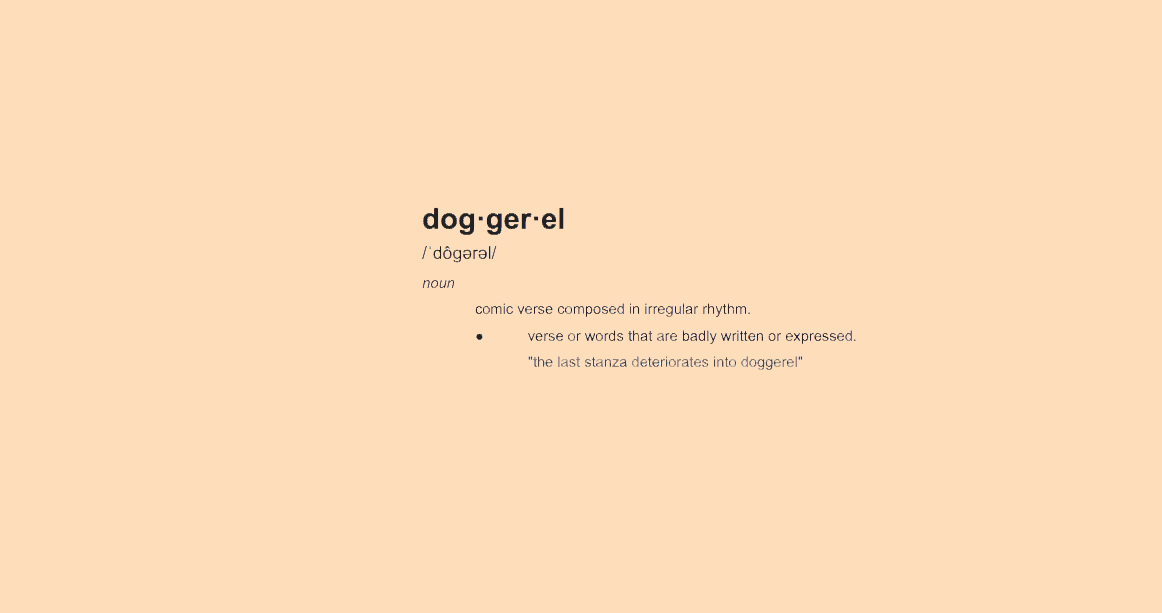 dog·ger·el
/ˈdôgərəl/
noun
comic verse composed in irregular rhythm.
● verse or words that are badly written or expressed.
"the last stanza deteriorates into doggerel"